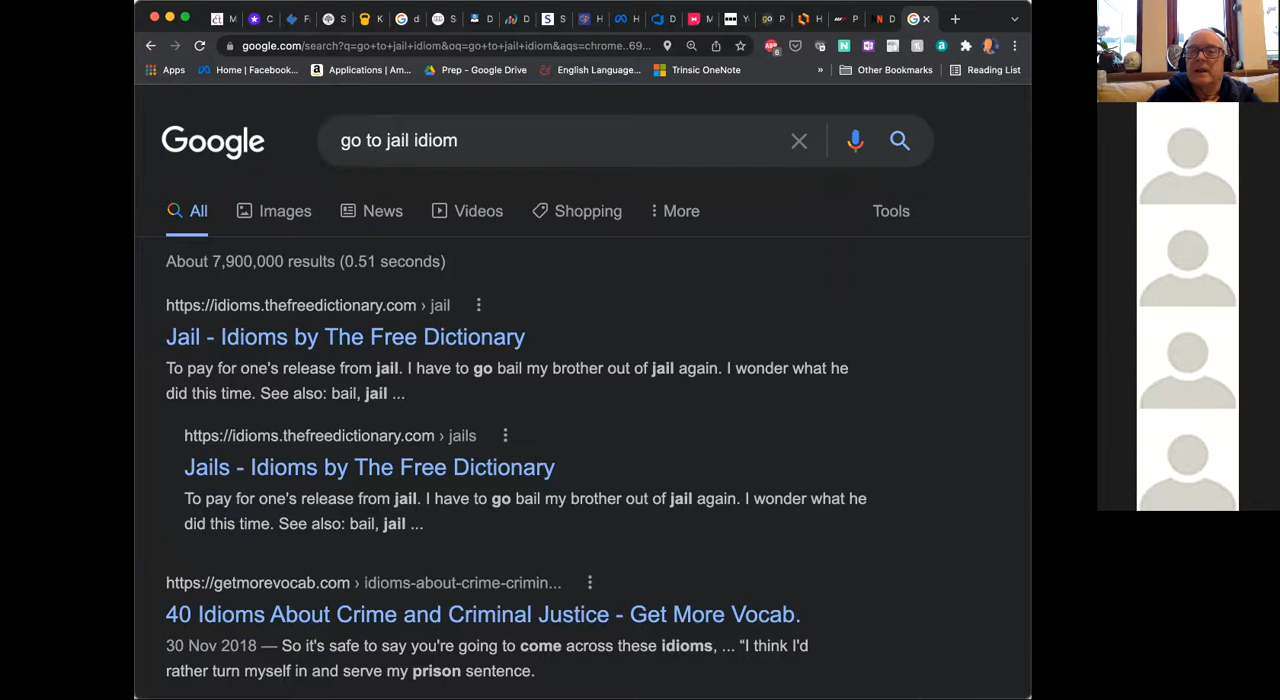 M C F S K d S D D S H H D M Y P H P D
google.com/search?q=go+to+jail+idiom&oq=go+to+jail+idiom&aqs=chrome..69...
6
Apps Home | Facebook... Applications | Am... Prep - Google Drive English Language... Trinsic OneNote » Other Bookmarks Reading List
Google go to jail idiom
All Images News Videos Shopping More Tools
About 7,900,000 results (0.51 seconds)
https://idioms.thefreedictionary.com › jail
Jail - Idioms by The Free Dictionary
To pay for one's release from jail. I have to go bail my brother out of jail again. I wonder what he
did this time. See also: bail, jail ...
https://idioms.thefreedictionary.com › jails
Jails - Idioms by The Free Dictionary
To pay for one's release from jail. I have to go bail my brother out of jail again. I wonder what he
did this time. See also: bail, jail ...
https://getmorevocab.com › idioms-about-crime-crimin...
40 Idioms About Crime and Criminal Justice - Get More Vocab.
30 Nov 2018 — So it's safe to say you're going to come across these idioms, ... “I think I'd
rather turn myself in and serve my prison sentence.